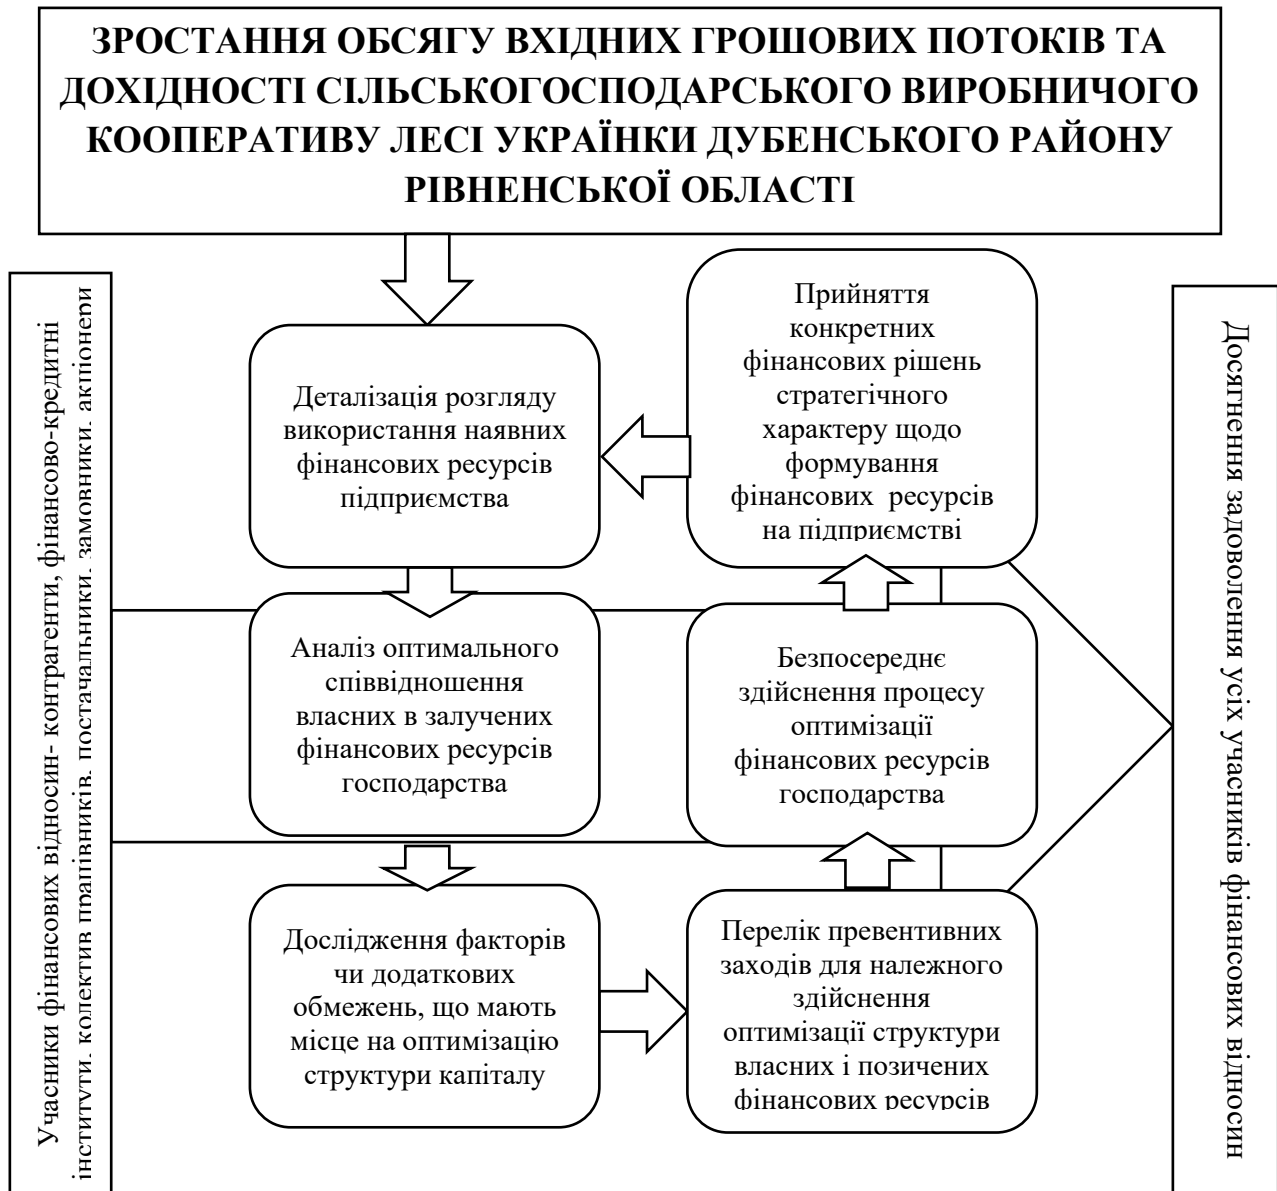 ЗРОСТАННЯ ОБСЯГУ ВХІДНИХ ГРОШОВИХ ПОТОКІВ ТА
ДОХІДНОСТІ СІЛЬСЬКОГОСПОДАРСЬКОГО ВИРОБНИЧОГО
КООПЕРАТИВУ ЛЕСІ УКРАЇНКИ ДУБЕНСЬКОГО РАЙОНУ
РІВНЕНСЬКОЇ ОБЛАСТІ
Учасники фінансових відносин- контрагенти, фінансово-кредитні
інститути, колектив працівників, постачальники, замовники, акціонери
Деталізація розгляду
використання наявних
фінансових ресурсів
підприємства
Аналіз оптимального
співвідношення
власних в залучених
фінансових ресурсів
господарства
Дослідження факторів
чи додаткових
обмежень, що мають
місце на оптимізацію
структури капіталу
Перелік превентивних
заходів для належного
здійснення
оптимізації структури
власних і позичених
фінансових ресурсів
Безпосереднє
здійснення процесу
оптимізації
фінансових ресурсів
господарства
Прийняття
конкретних
фінансових рішень
стратегічного
характеру щодо
формування
фінансових  ресурсів
на підприємстві
Досягнення задоволення усіх учасників фінансових відносин